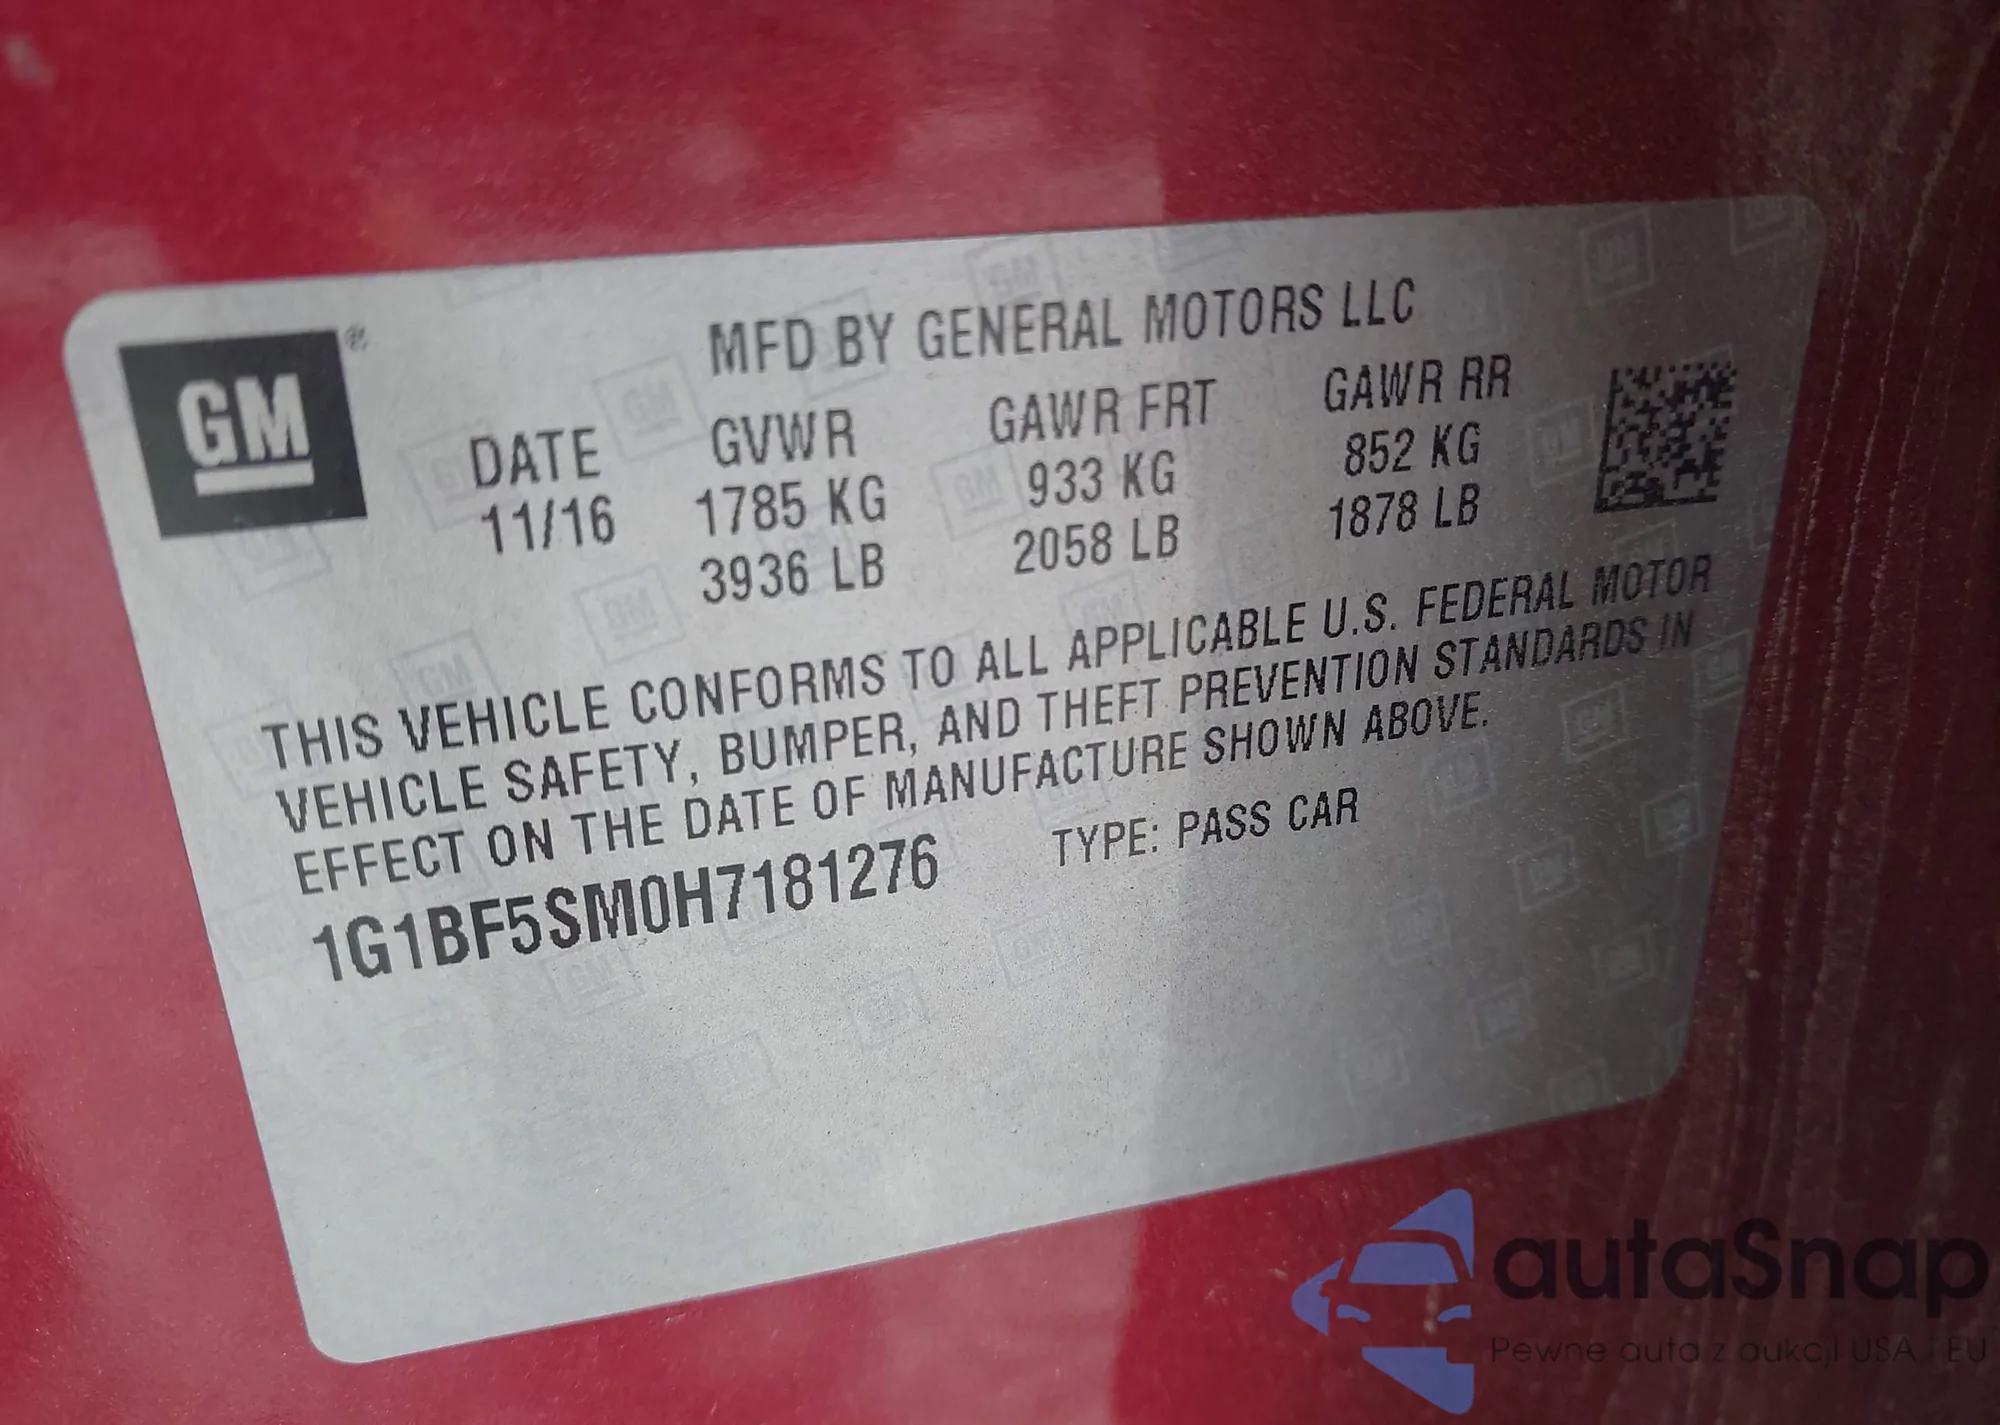 MFD BY GENERAL MOTORS LLC
GM ®
DATE GVWR GAWR FRT GAWR RR
11/16 1785 KG 933 KG 852 KG
3936 LB 2058 LB 1878 LB
THIS VEHICLE CONFORMS TO ALL APPLICABLE U.S. FEDERAL MOTOR
VEHICLE SAFETY, BUMPER, AND THEFT PREVENTION STANDARDS IN
EFFECT ON THE DATE OF MANUFACTURE SHOWN ABOVE.
1G1BF5SM0H7181276 TYPE: PASS CAR
autaSnap
Pewne auta z aukcji USA i EU